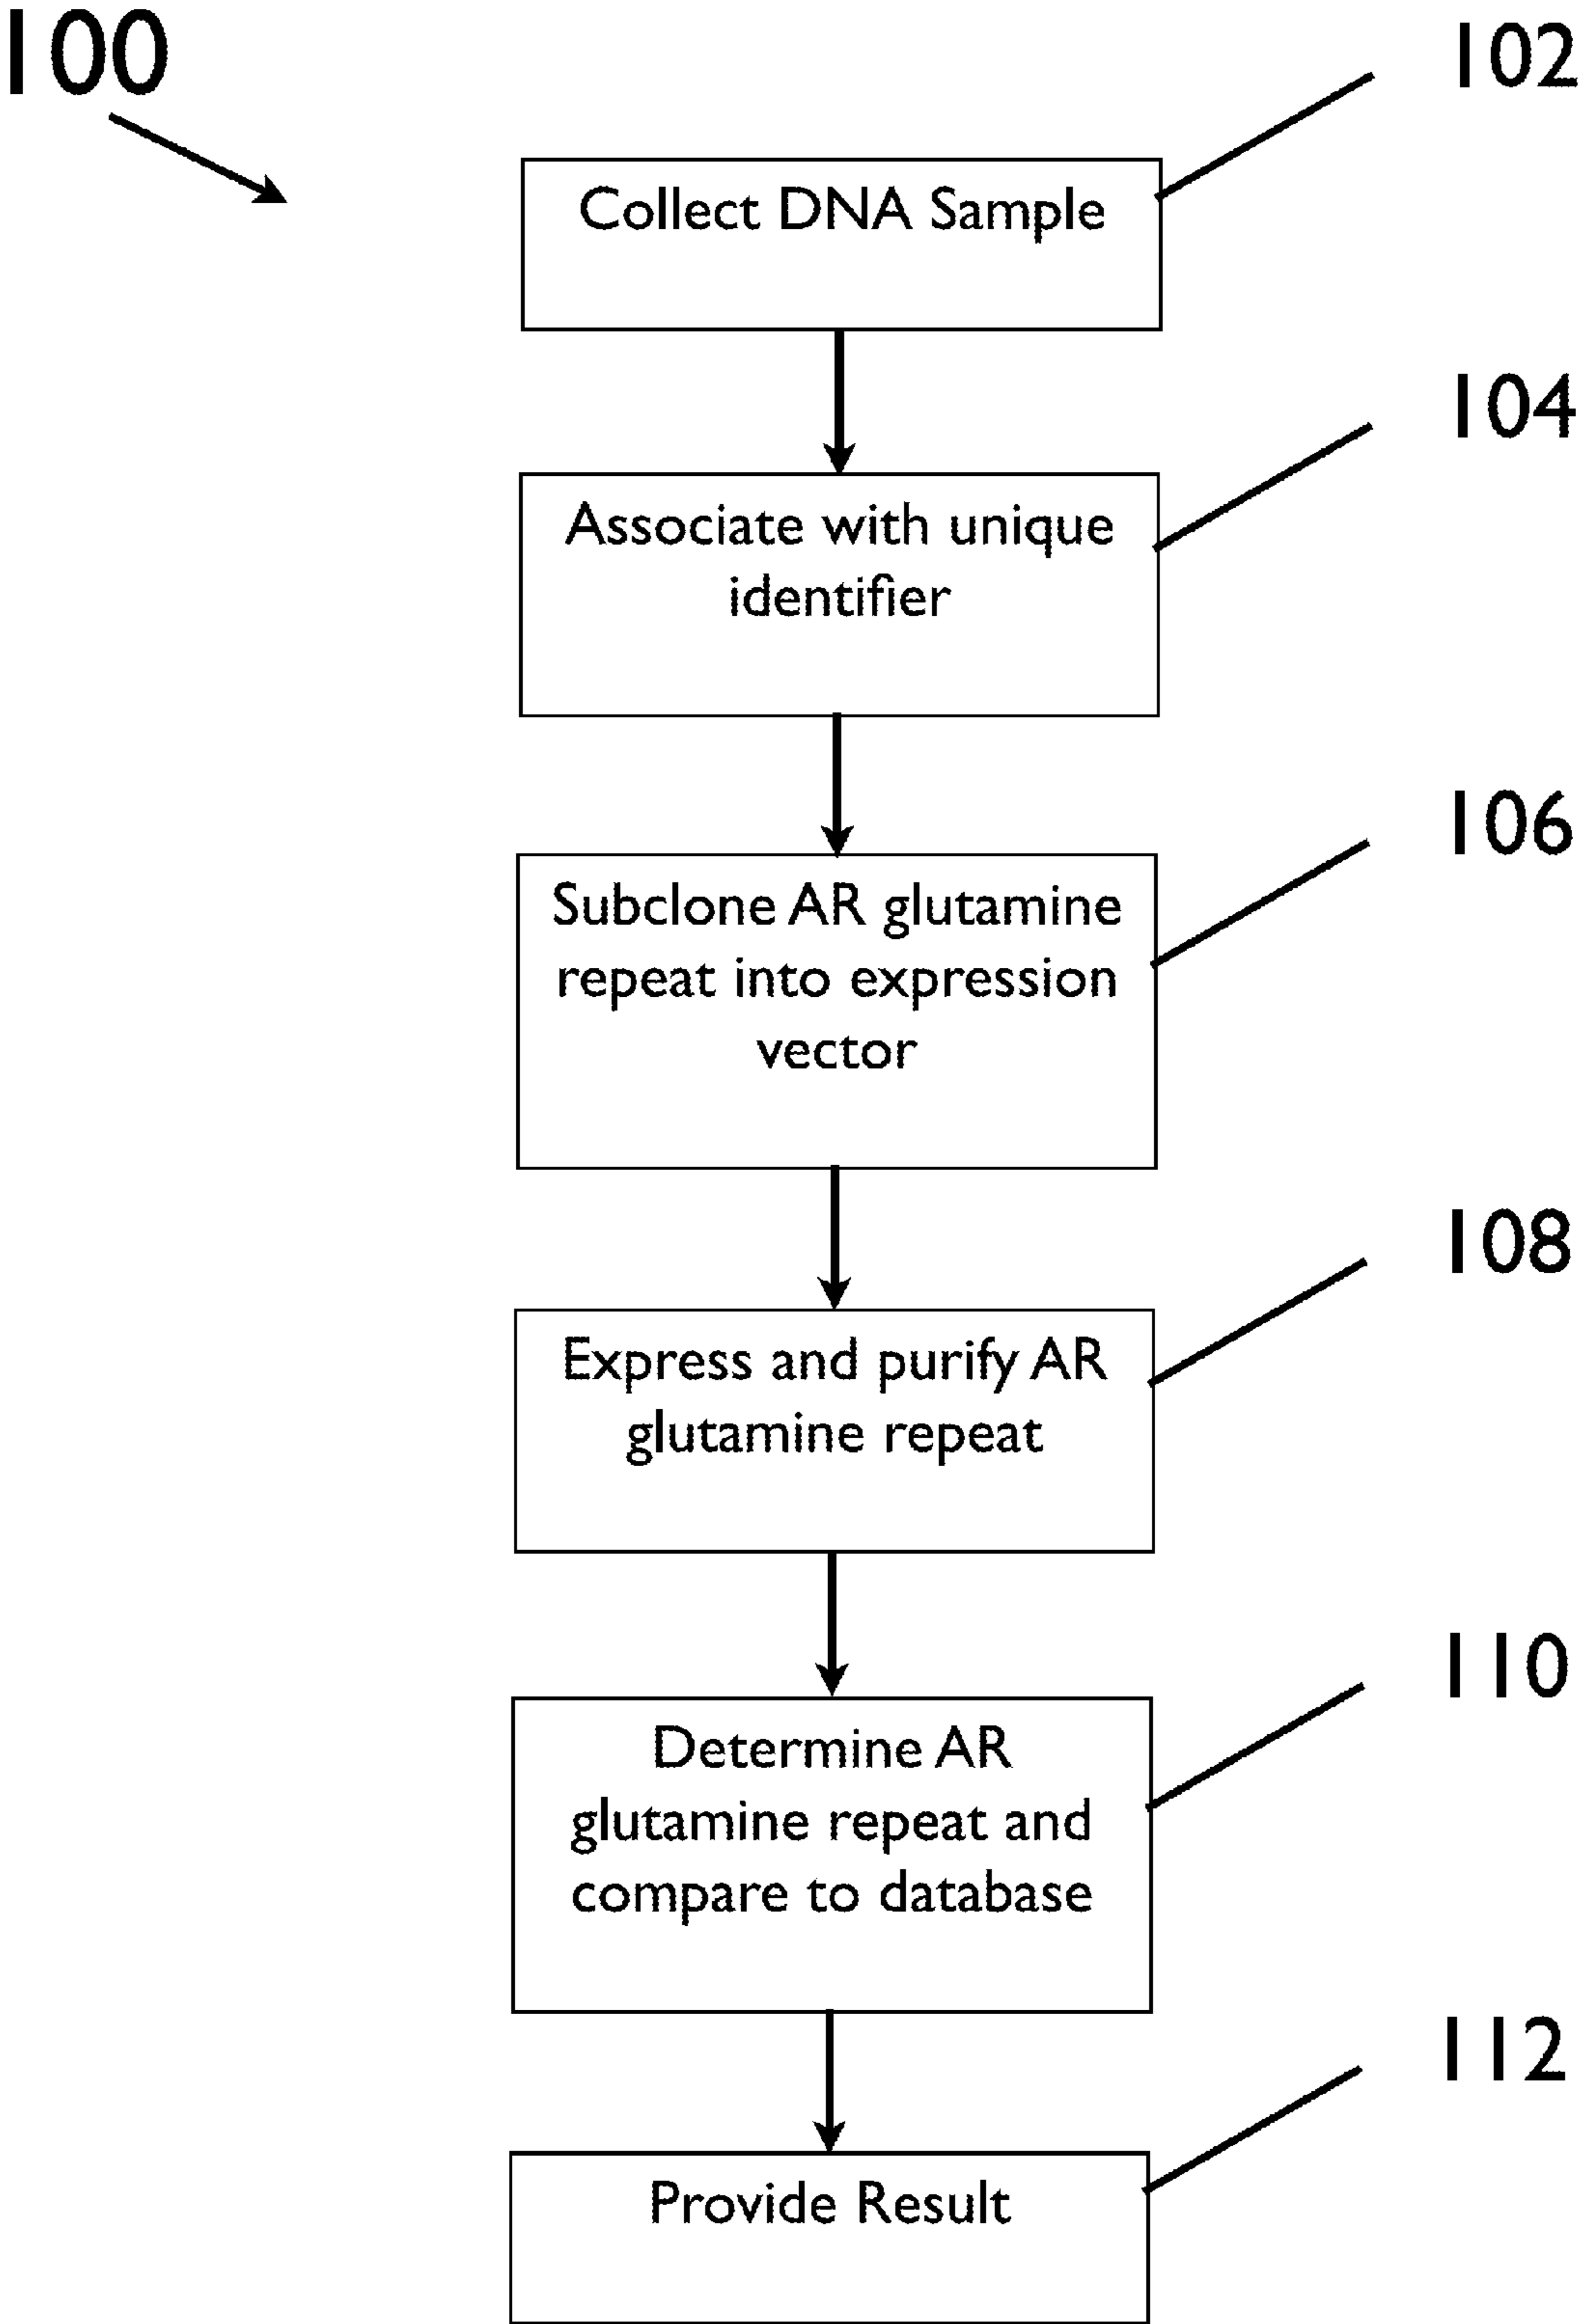 100
102
Collect DNA Sample
104
Associate with unique
identifier
106
Subclone AR glutamine
repeat into expression
vector
108
Express and purify AR
glutamine repeat
110
Determine AR
glutamine repeat and
compare to database
112
Provide Result